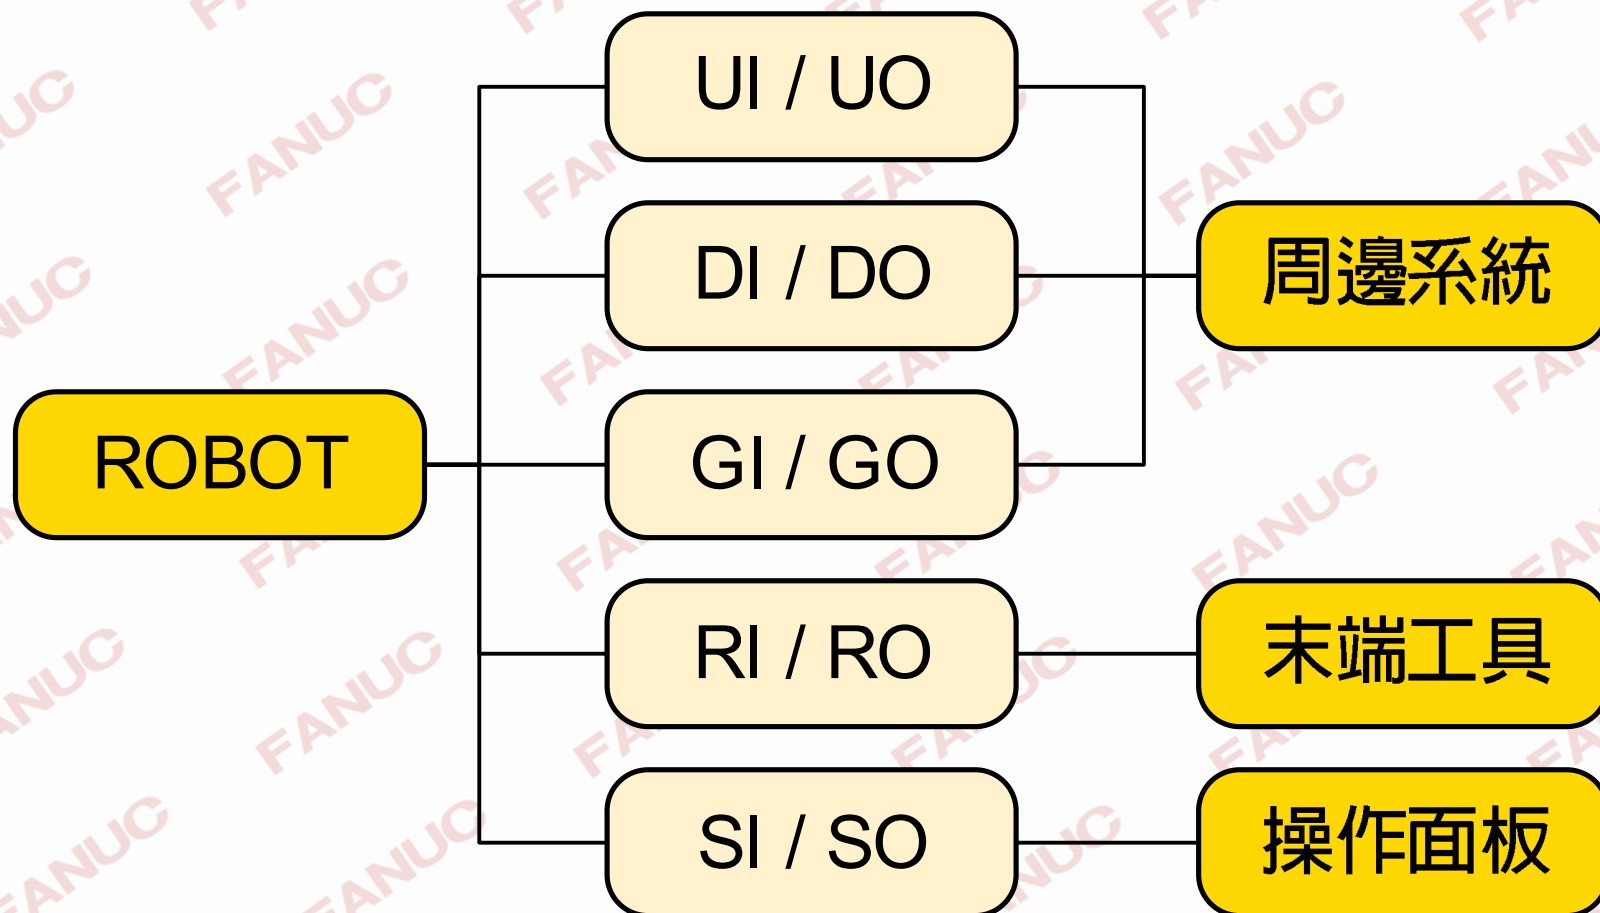 UI / UO
DI / DO
周邊系統
ROBOT
GI / GO
RI / RO
末端工具
SI / SO
操作面板
FANUC